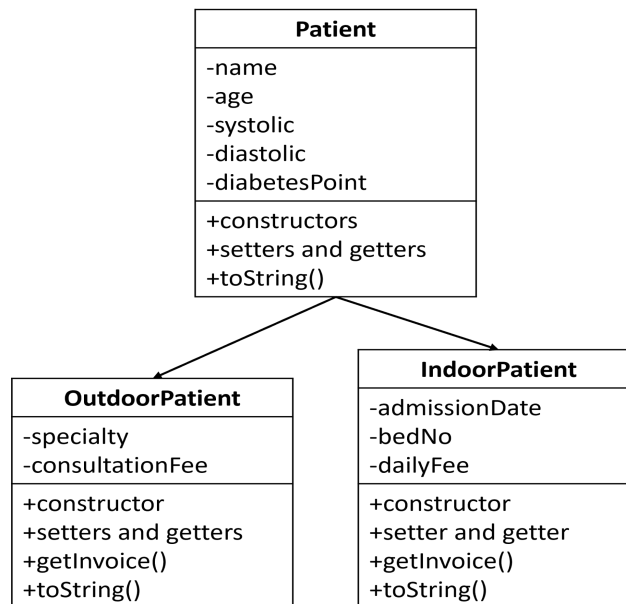 Patient
-name
-age
-systolic
-diastolic
-diabetesPoint
+constructors
+setters and getters
+toString()
OutdoorPatient
-specialty
-consultationFee
+constructor
+setters and getters
+getInvoice()
+toString()
IndoorPatient
-admissionDate
-bedNo
-dailyFee
+constructor
+setter and getter
+getInvoice()
+toString()